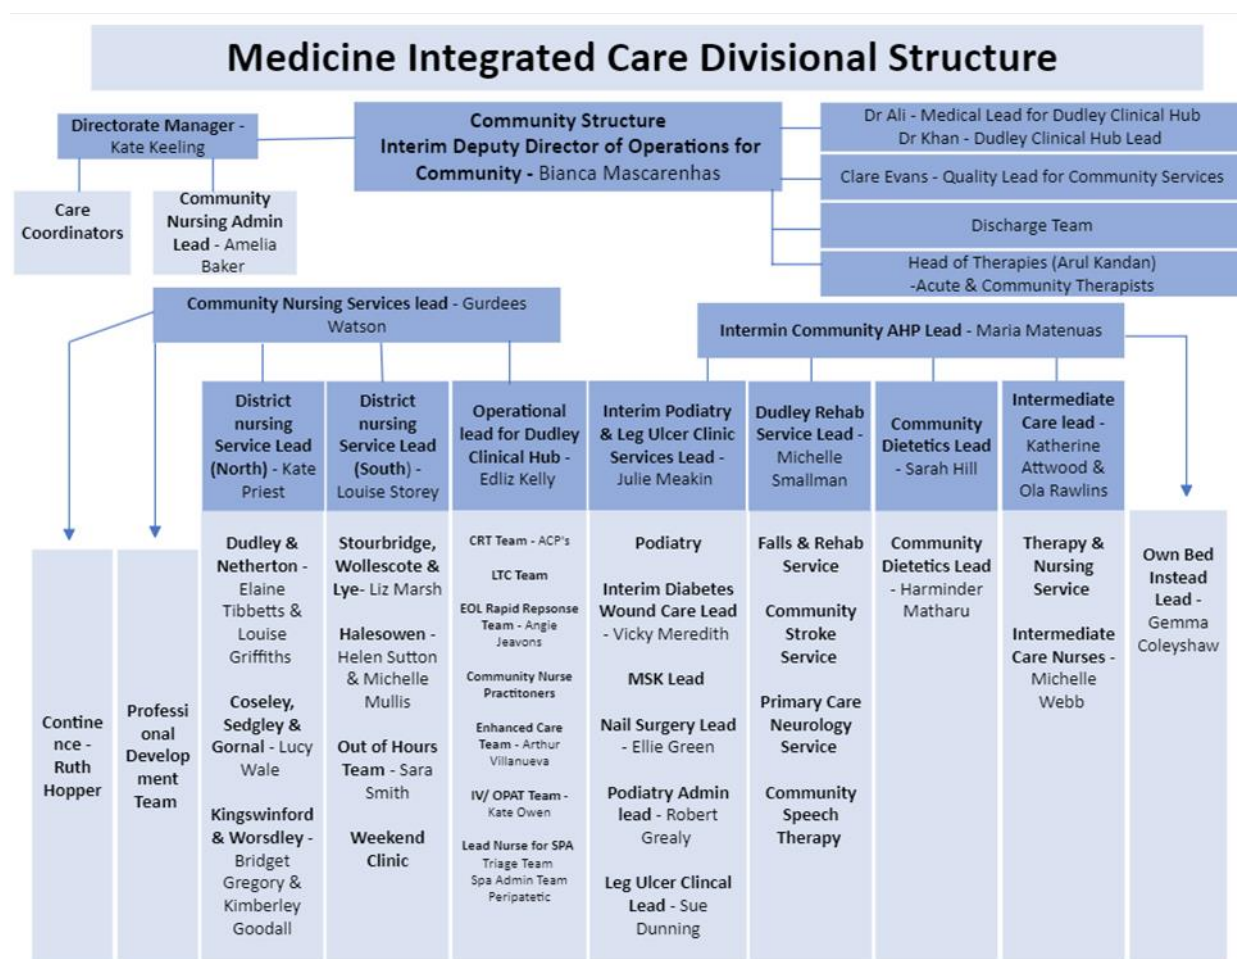 Medicine Integrated Care Divisional Structure
Directorate Manager -
Kate Keeling
Community Structure
Interim Deputy Director of Operations for
Community - Bianca Mascarenhas
Dr Ali - Medical Lead for Dudley Clinical Hub
Dr Khan - Dudley Clinical Hub Lead
Clare Evans - Quality Lead for Community Services
Discharge Team
Head of Therapies (Arul Kandan)
-Acute & Community Therapists
Care
Coordinators
Community
Nursing Admin
Lead - Amelia
Baker
Community Nursing Services lead - Gurdees
Watson
Intermin Community AHP Lead - Maria Matenuas
Contine
nce -
Ruth
Hopper
Professi
onal
Develop
ment
Team
District
nursing
Service Lead
(North) - Kate
Priest
Dudley &
Netherton -
Elaine
Tibbetts &
Louise
Griffiths
Coseley,
Sedgley &
Gornal - Lucy
Wale
Kingswinford
& Worsdley -
Bridget
Gregory &
Kimberley
Goodall
District
nursing
Service Lead
(South) -
Louise Storey
Stourbridge,
Wollescote &
Lye- Liz Marsh
Halesowen -
Helen Sutton
& Michelle
Mullis
Out of Hours
Team - Sara
Smith
Weekend
Clinic
Operational
lead for Dudley
Clinical Hub -
Edliz Kelly
CRT Team - ACP's
LTC Team
EOL Rapid Repsonse
Team - Angie
Jeavons
Community Nurse
Practitoners
Enhanced Care
Team - Arthur
Villanueva
IV/ OPAT Team -
Kate Owen
Lead Nurse for SPA
Triage Team
Spa Admin Team
Peripatetic
Interim Podiatry
& Leg Ulcer Clinic
Services Lead -
Julie Meakin
Podiatry
Interim Diabetes
Wound Care Lead
- Vicky Meredith
MSK Lead
Nail Surgery Lead
- Ellie Green
Podiatry Admin
lead - Robert
Grealy
Leg Ulcer Clincal
Lead - Sue
Dunning
Dudley Rehab
Service Lead -
Michelle
Smallman
Falls & Rehab
Service
Community
Stroke
Service
Primary Care
Neurology
Service
Community
Speech
Therapy
Community
Dietetics Lead
- Sarah Hill
Community
Dietetics Lead
- Harminder
Matharu
Intermediate
Care lead -
Katherine
Attwood &
Ola Rawlins
Therapy &
Nursing
Service
Intermediate
Care Nurses -
Michelle
Webb
Own Bed
Instead
Lead -
Gemma
Coleyshaw